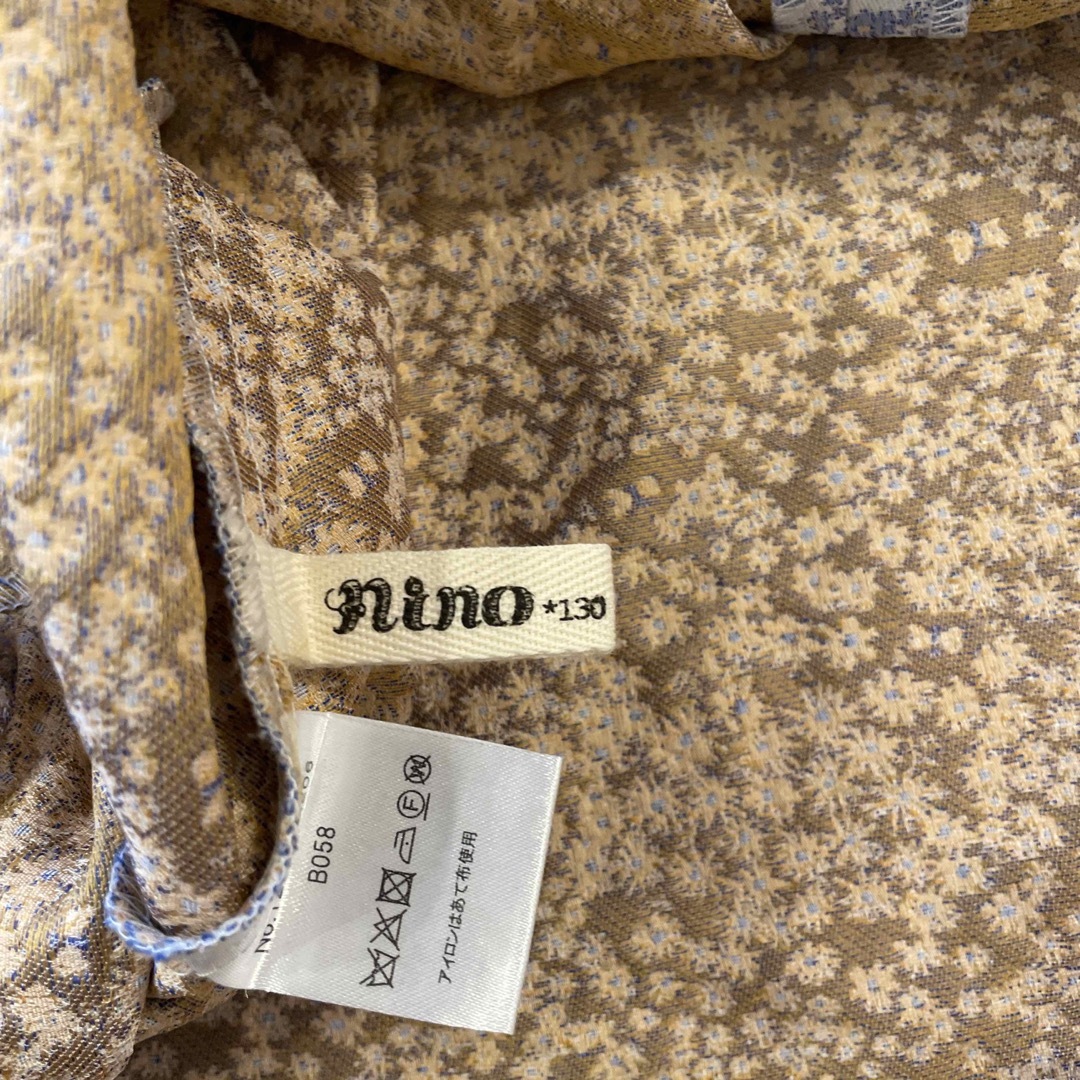 nino *130
B058
F
W
アイロンはあて布使用